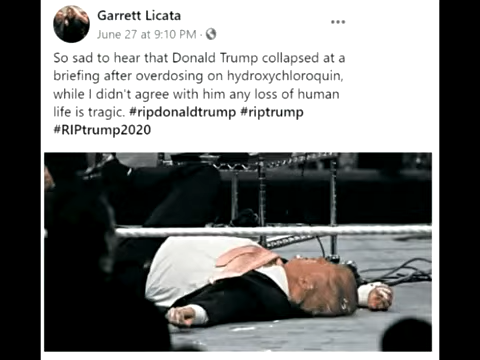 Garrett Licata
June 27 at 9:10 PM ·
So sad to hear that Donald Trump collapsed at a
briefing after overdosing on hydroxychloroquin,
while I didn't agree with him any loss of human
life is tragic. #ripdonaldtrump #riptrump
#RIPtrump2020